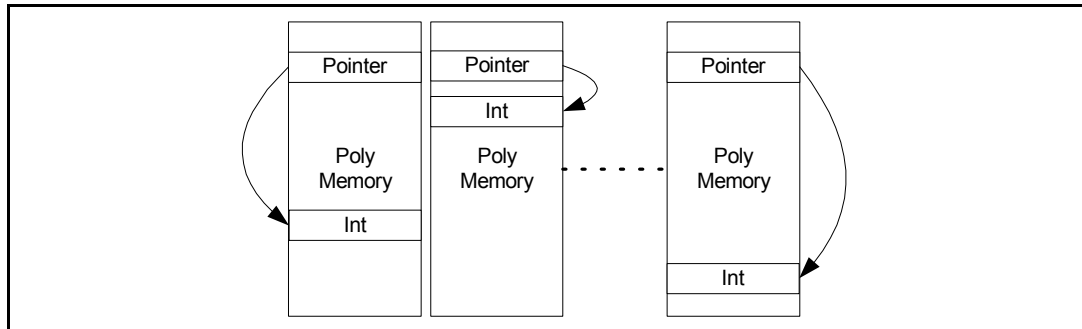 Pointer
Pointer
Pointer
Int
Poly
Memory
Poly
Memory
Poly
Memory
Int
Int